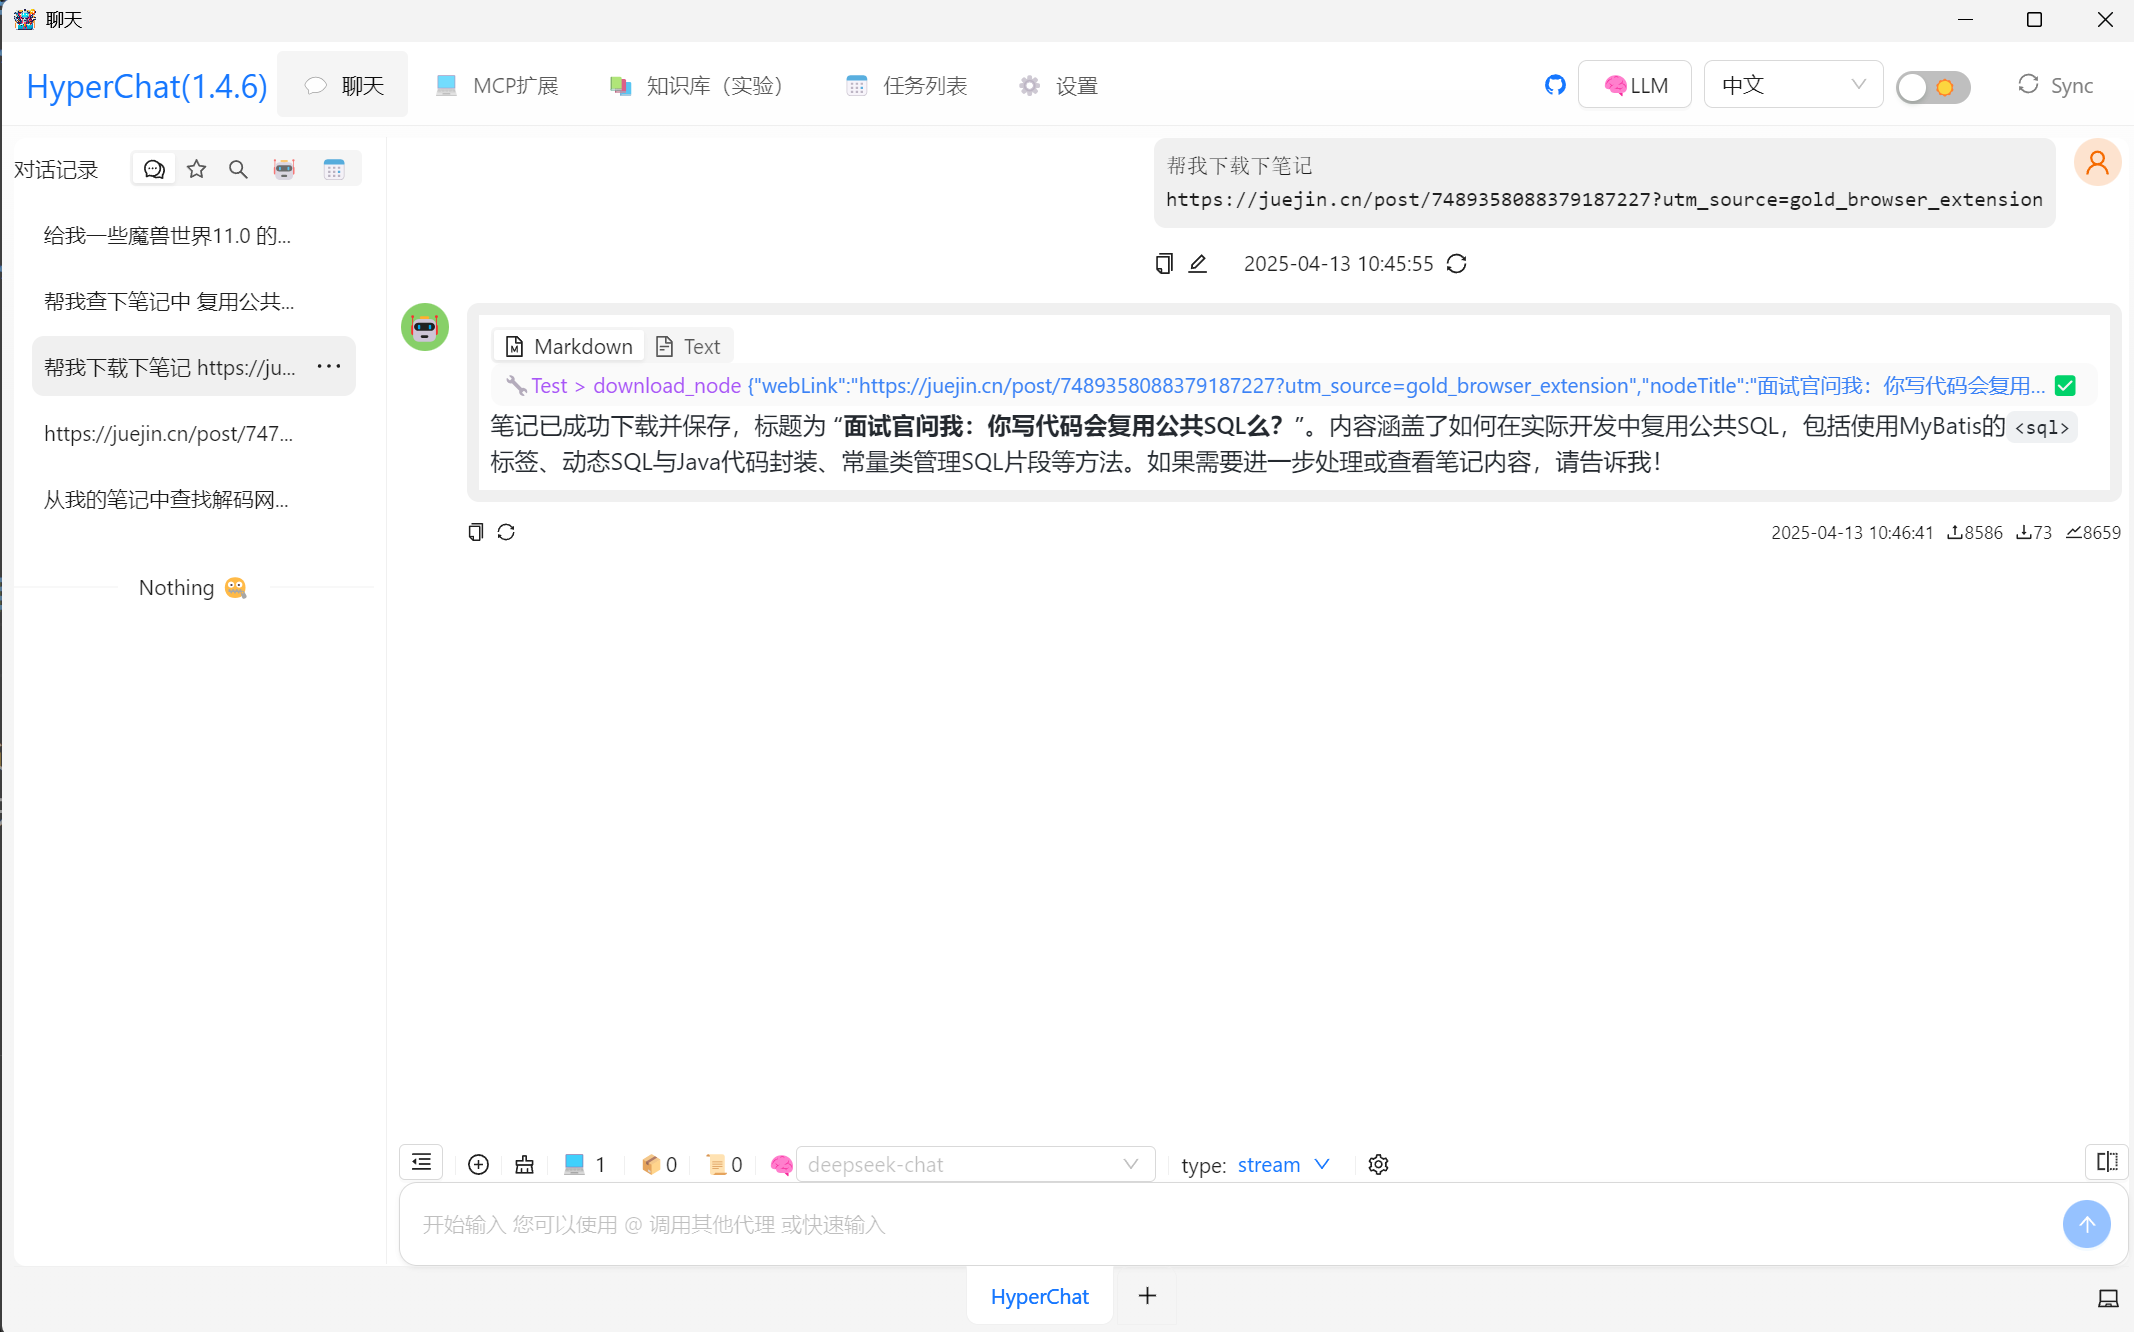 聊天
HyperChat(1.4.6)
聊天
MCP扩展
知识库（实验）
任务列表
设置
LLM
中文
Sync
对话记录
给我一些魔兽世界11.0 的...
帮我查下笔记中 复用公共...
帮我下载下笔记 https://ju...
https://juejin.cn/post/747...
从我的笔记中查找解码网...
Nothing
帮我下载下笔记
https://juejin.cn/post/7489358088379187227?utm_source=gold_browser_extension
2025-04-13 10:45:55
Markdown
Text
Test > download_node {"webLink":"https://juejin.cn/post/7489358088379187227?utm_source=gold_browser_extension","nodeTitle":"面试官问我：你写代码会复用...
笔记已成功下载并保存，标题为 “面试官问我：你写代码会复用公共SQL么？”。内容涵盖了如何在实际开发中复用公共SQL，包括使用MyBatis的 <sql>
标签、动态SQL与Java代码封装、常量类管理SQL片段等方法。如果需要进一步处理或查看笔记内容，请告诉我！
2025-04-13 10:46:41 8586 73 8659
1
0
0
deepseek-chat
type: stream
开始输入 您可以使用 @ 调用其他代理 或快速输入
HyperChat